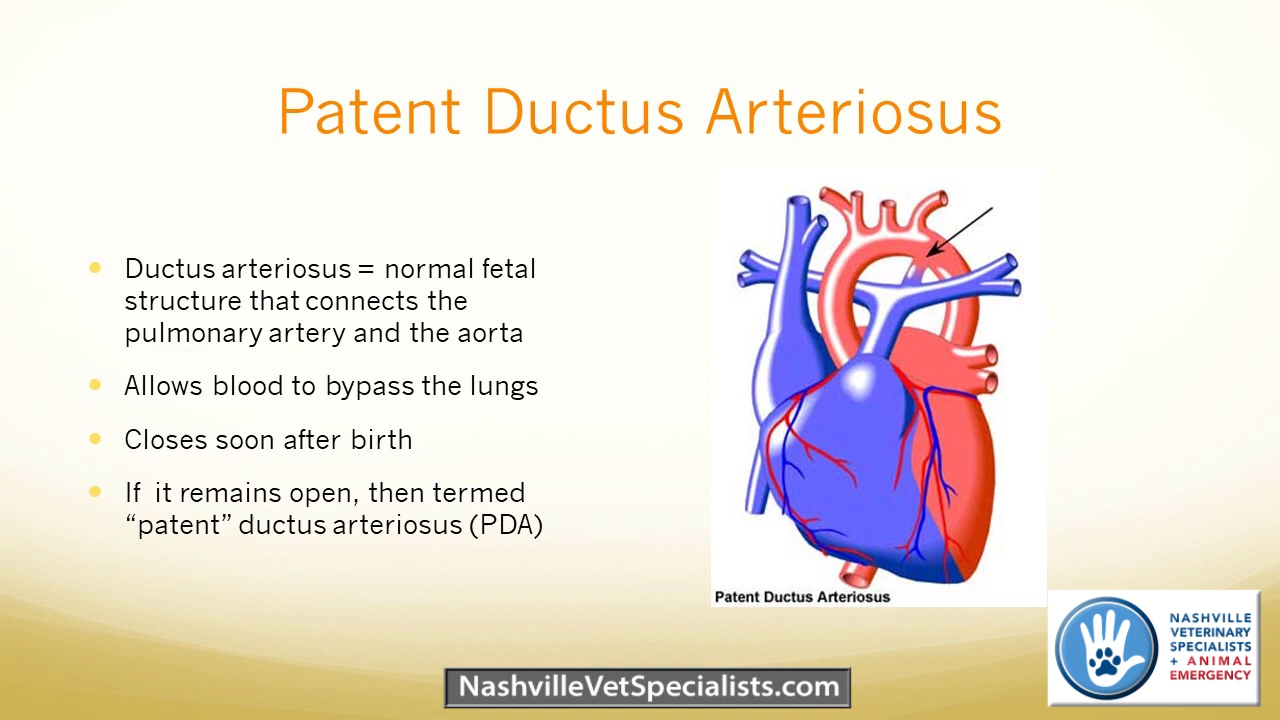 Patent Ductus Arteriosus
Ductus arteriosus = normal fetal
structure that connects the
pulmonary artery and the aorta
Allows blood to bypass the lungs
Closes soon after birth
If it remains open, then termed
“patent” ductus arteriosus (PDA)
Patent Ductus Arteriosus
NASHVILLE
VETERINARY
SPECIALISTS
+ ANIMAL
EMERGENCY
NashvilleVetSpecialists.com